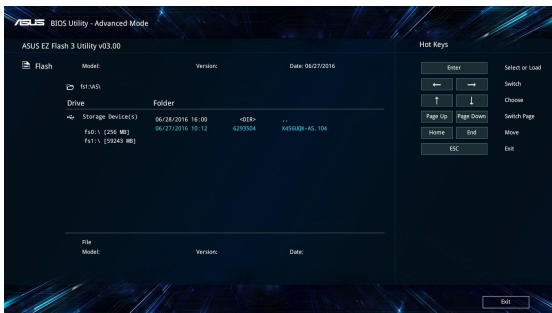 ASUS BIOS Utility - Advanced Mode
ASUS EZ Flash 3 Utility v03.00
Hot Keys
Flash Model: Version: Date: 06/27/2016
Enter Select or Load
fs1:\AS\
← → Switch
Drive Folder
↑ ↓ Choose
Storage Device(s) 06/28/2016 16:00 <DIR> ..
Page Up Page Down Switch Page
fs0:\ [256 MB] 06/27/2016 10:12 6293504 X456UQK-AS.104
fs1:\ [59243 MB]
Home End Move
ESC Exit
File
Model: Version: Date:
Exit